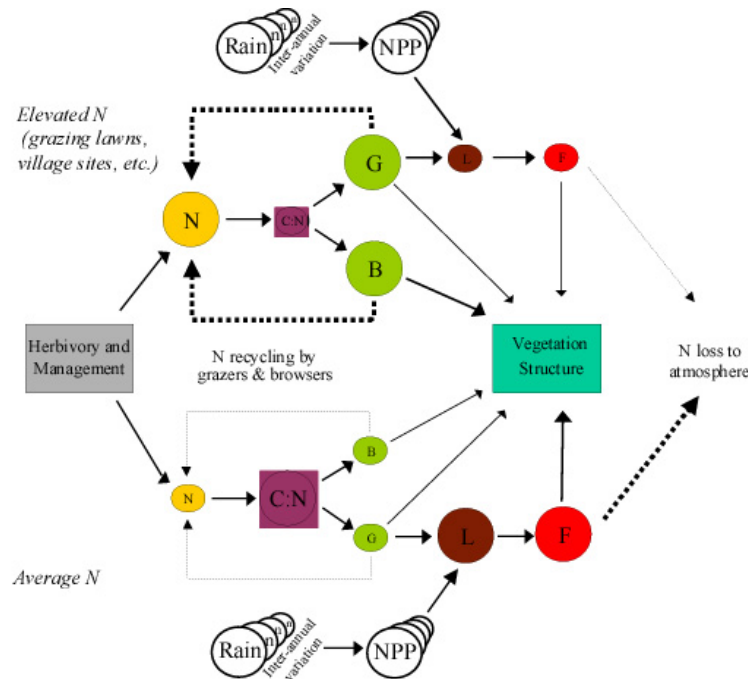 Rain n n n
Inter-annual
variation
NPP
Elevated N
(grazing lawns,
village sites, etc.)
G
L
F
N
C:N
B
Herbivory and
Management
N recycling by
grazers & browsers
Vegetation
Structure
N loss to
atmosphere
B
N
C:N
G
L
F
Average N
Rain n n n
Inter-annual
variation
NPP